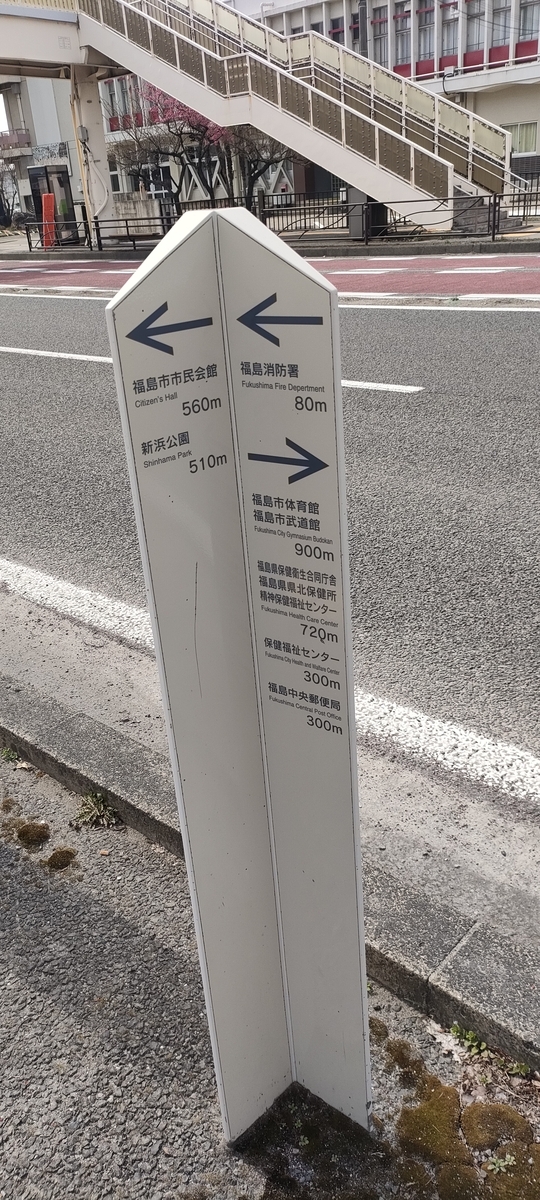 福島市市民会館
Citizen's Hall
560m
新浜公園
Shinhama Park
510m
福島消防署
Fukushima Fire Department
80m
福島市体育館
福島市武道館
Fukushima City Gymnasium Budokan
900m
福島県保健衛生合同庁舎
福島県県北保健所
精神保健福祉センター
Fukushima Health Care Center
720m
保健福祉センター
Fukushima City Health and Welfare Center
300m
福島中央郵便局
Fukushima Central Post Office
300m